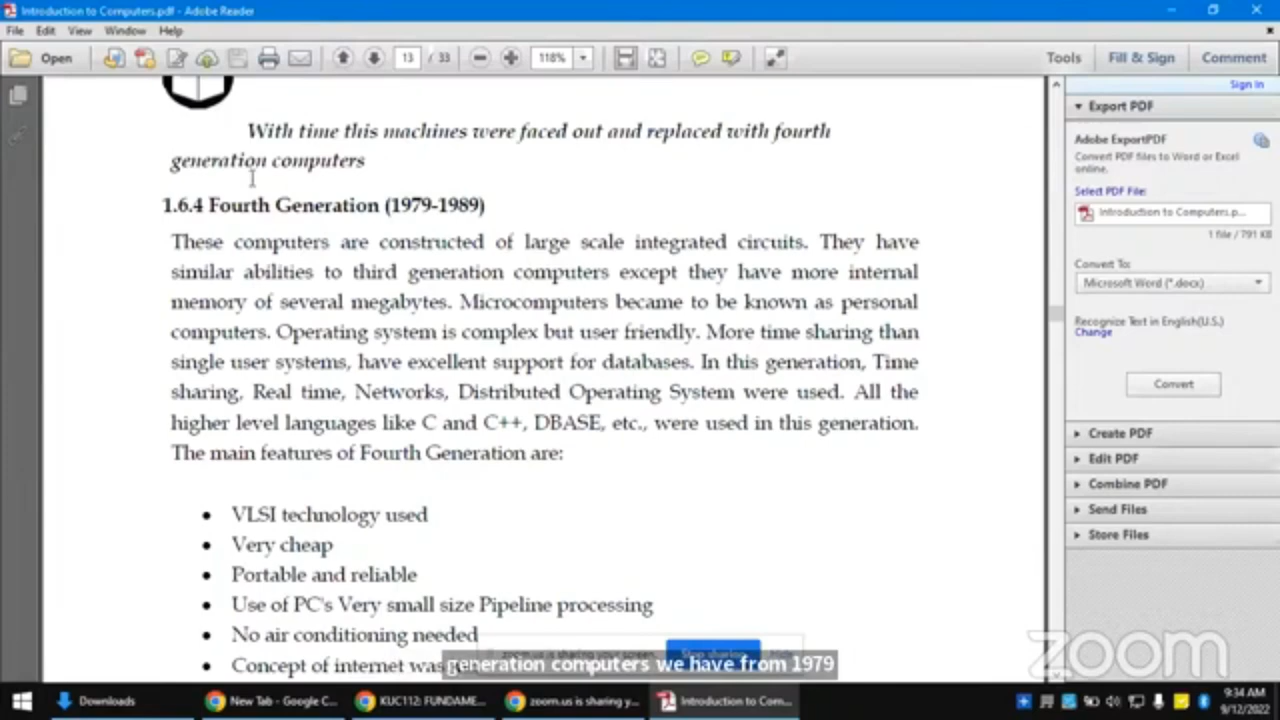 Introduction to Computers.pdf - Adobe Reader
File Edit View Window Help
Open 13 / 33 118% Tools Fill & Sign Comment
Sign In
With time this machines were faced out and replaced with fourth
generation computers
1.6.4 Fourth Generation (1979-1989)
These computers are constructed of large scale integrated circuits. They have
similar abilities to third generation computers except they have more internal
memory of several megabytes. Microcomputers became to be known as personal
computers. Operating system is complex but user friendly. More time sharing than
single user systems, have excellent support for databases. In this generation, Time
sharing, Real time, Networks, Distributed Operating System were used. All the
higher level languages like C and C++, DBASE, etc., were used in this generation.
The main features of Fourth Generation are:
• VLSI technology used
• Very cheap
• Portable and reliable
• Use of PC's Very small size Pipeline processing
• No air conditioning needed
• Concept of internet was
Export PDF
Adobe ExportPDF
Convert PDF files to Word or Excel
online.
Select PDF File:
Introduction to Computers.p...
1 file / 791 KB
Convert To:
Microsoft Word (*.docx)
Recognize Text in English(U.S.)
Change
Convert
Create PDF
Edit PDF
Combine PDF
Send Files
Store Files
zoom.us is sharing your screen. Stop sharing Hide
generation computers we have from 1979
zoom
Downloads
New Tab - Google C...
KUC112: FUNDAME...
zoom.us is sharing y...
Introduction to Com...
9:34 AM
9/12/2022